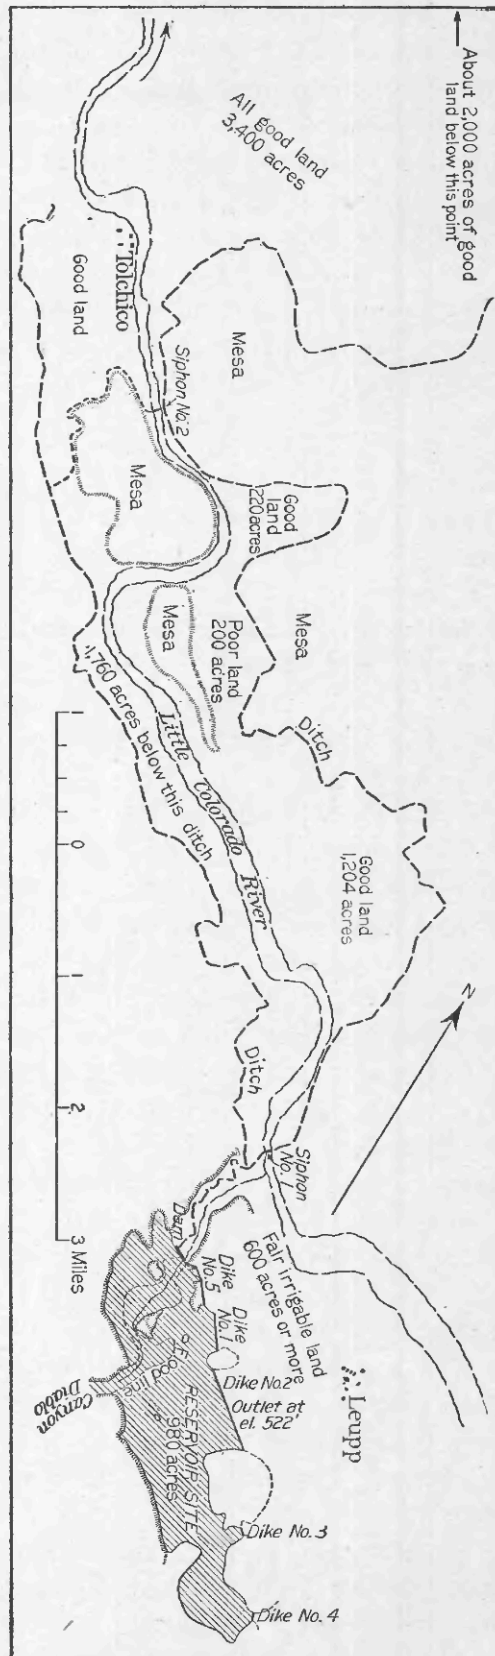 About 2,000 acres of good
land below this point
All good land
3,400 acres
Mesa
Tolchico
Good land
Siphon No. 2
Mesa
Good
land
220 acres
Mesa
Poor land
200 acres
Mesa
Ditch
Good land
1,204 acres
Little Colorado River
1,760 acres below this ditch
N
Ditch
Siphon
No. 1
0
1
2
3 Miles
Fair irrigable land
600 acres or more
Leupp
Dam
Dike
No. 5
Dike
No. 1
Dike No. 2
Outlet at
el. 522'
Flood line
RESERVOIR SITE
980 acres
Canyon
Diablo
Dike No. 3
Dike No. 4